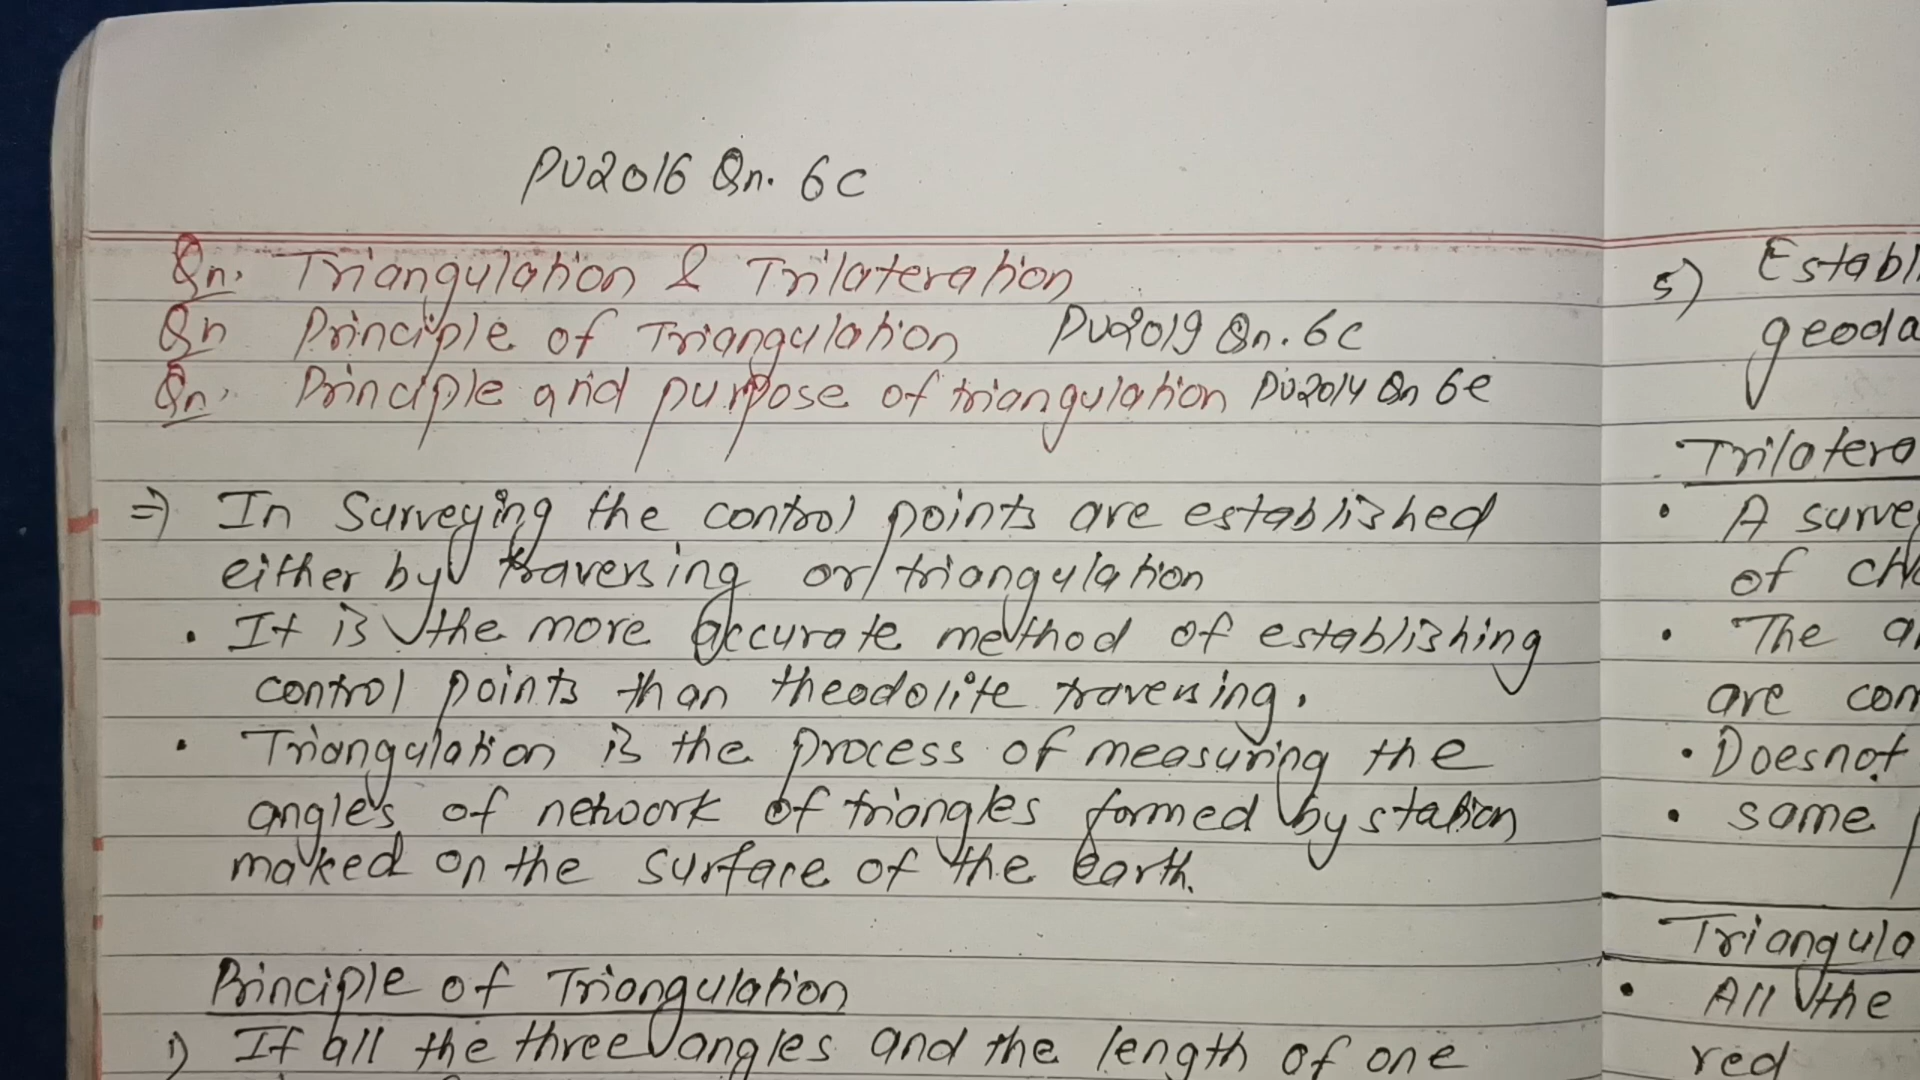 PU2016 Qn. 6c
Qn. Triangulation & Trilateration
Qn Principle of Triangulation PU2019 Qn. 6c
Qn. Principle and purpose of triangulation PU2014 Qn 6e
⇒ In Surveying the control points are established
either by traversing or triangulation
• It is the more accurate method of establishing
control points than theodolite traversing.
• Triangulation is the process of measuring the
angles of network of triangles formed by station
maked on the surface of the earth.
Principle of Triangulation
1) If all the three angles and the length of one
5) Establi
geoda
Trilatera
• A surve
of ch
• The a
are com
• Doesnot
• same
Triangula
• All the
red